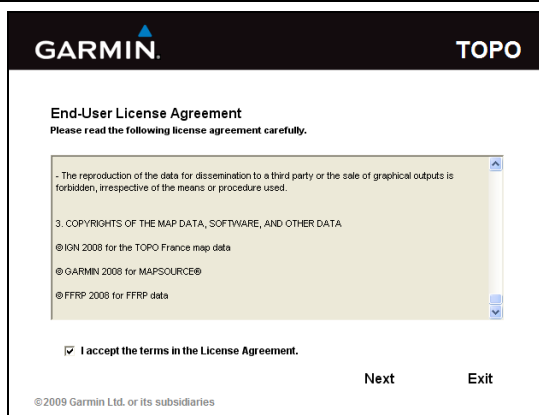 GARMIN.
TOPO
End-User License Agreement
Please read the following license agreement carefully.
- The reproduction of the data for dissemination to a third party or the sale of graphical outputs is
forbidden, irrespective of the means or procedure used.
3. COPYRIGHTS OF THE MAP DATA, SOFTWARE, AND OTHER DATA
© IGN 2008 for the TOPO France map data
© GARMIN 2008 for MAPSOURCE®
© FFRP 2008 for FFRP data
I accept the terms in the License Agreement.
Next Exit
©2009 Garmin Ltd. or its subsidiaries